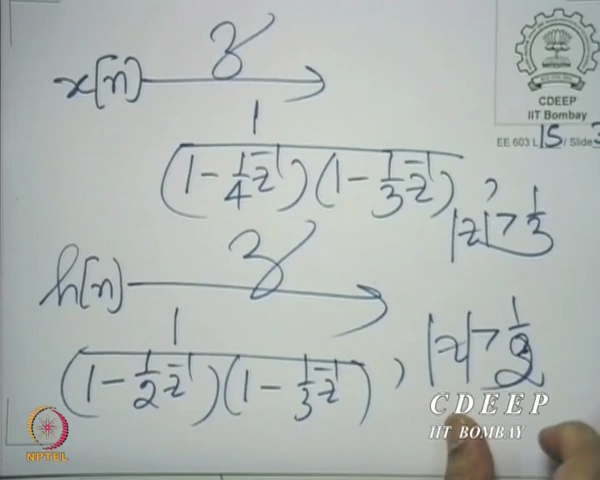 x[n] 𝒵
1
(1 - 1/4 z^-1)(1 - 1/3 z^-1) , |z| > 1/3
h[n] 𝒵
1
(1 - 1/2 z^-1)(1 - 1/3 z^-1) , |z| > 1/2
CDEEP
IIT Bombay
EE 603 L 15 / Slide 3
CDEEP
IIT BOMBAY
NPTEL